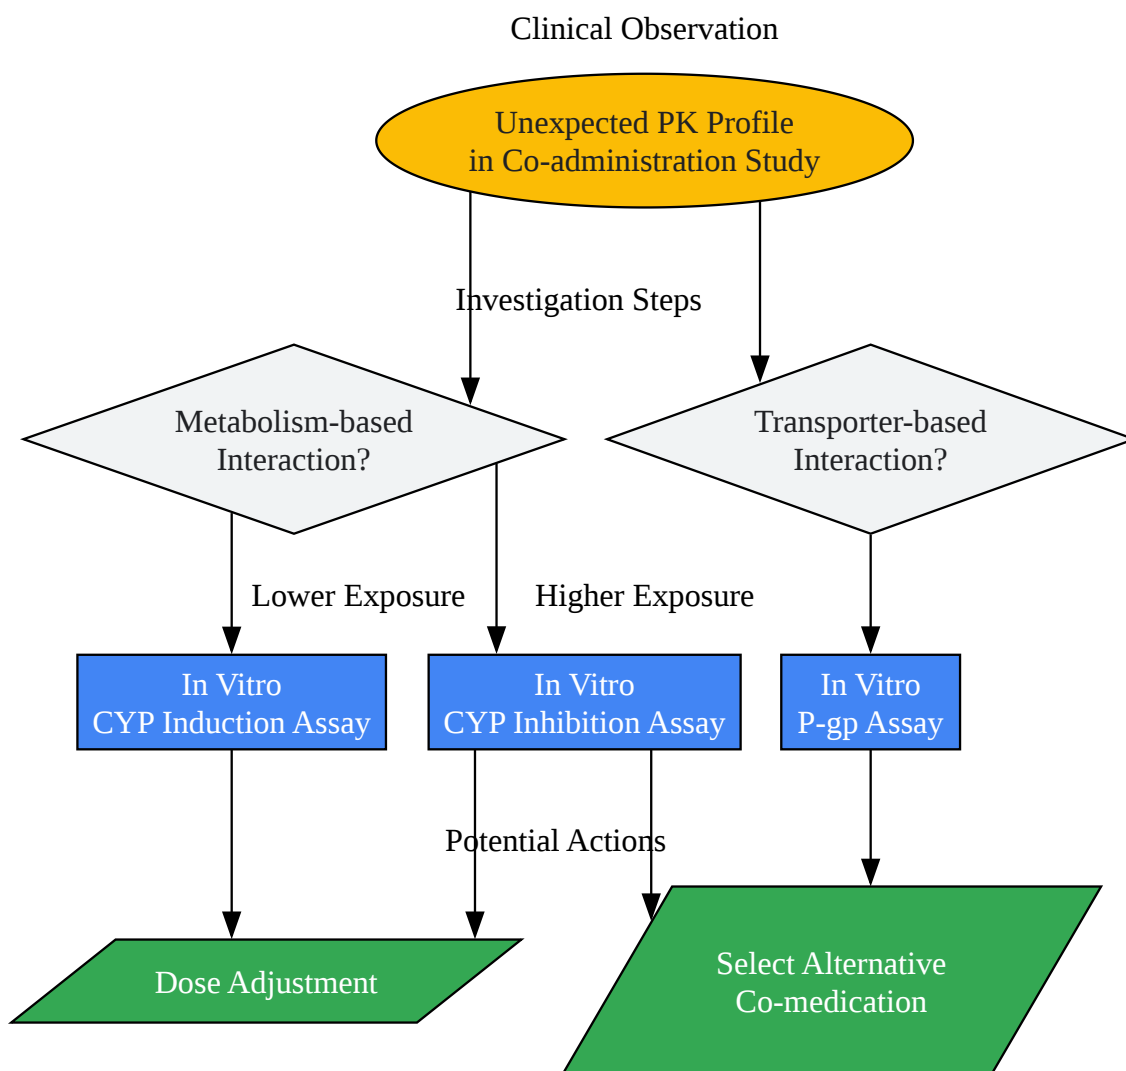 Clinical Observation
Unexpected PK Profile
in Co-administration Study
Investigation Steps
Metabolism-based
Interaction?
Transporter-based
Interaction?
Lower Exposure
Higher Exposure
In Vitro
CYP Induction Assay
In Vitro
CYP Inhibition Assay
In Vitro
P-gp Assay
Potential Actions
Dose Adjustment
Select Alternative
Co-medication